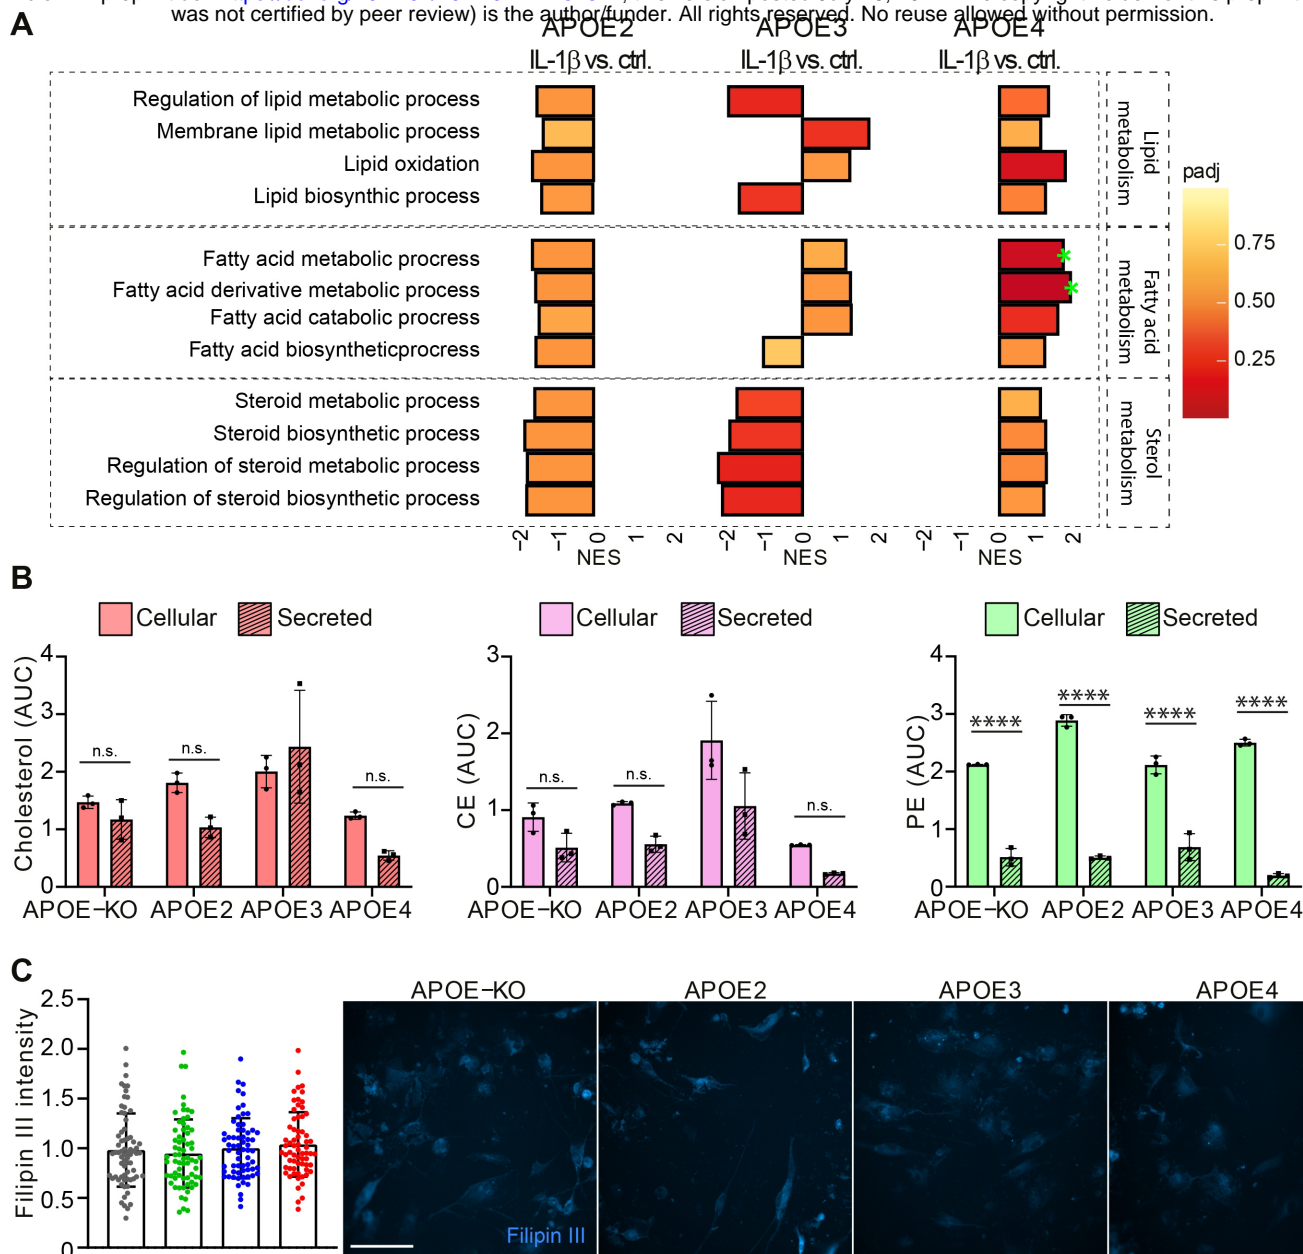 was not certified by peer review) is the author/funder. All rights reserved. No reuse allowed without permission.
A
APOE2 APOE3 APOE4
IL-1β vs. ctrl. IL-1β vs. ctrl. IL-1β vs. ctrl.
Regulation of lipid metabolic process
Membrane lipid metabolic process
Lipid oxidation
Lipid biosynthic process
Lipid
metabolism
Fatty acid metabolic procress
Fatty acid derivative metabolic process
Fatty acid catabolic procress
Fatty acid biosyntheticprocress
Fatty acid
metabolism
Steroid metabolic process
Steroid biosynthetic process
Regulation of steroid metabolic process
Regulation of steroid biosynthetic process
Sterol
metabolism
padj
0.75
0.50
0.25
* *
-2 -1 0 1 2 -2 -1 0 1 2 -2 -1 0 1 2
NES NES NES
B
Cellular Secreted Cellular Secreted Cellular Secreted
Cholesterol (AUC)
4
3
2
1
0
n.s. n.s. n.s.
APOE-KO APOE2 APOE3 APOE4
CE (AUC)
3
2
1
0
n.s. n.s. n.s.
APOE-KO APOE2 APOE3 APOE4
PE (AUC)
4
3
2
1
0
**** **** **** ****
APOE-KO APOE2 APOE3 APOE4
C
Filipin III intensity
2.5
2.0
1.5
1.0
0.5
0
APOE-KO APOE2 APOE3 APOE4
Filipin III